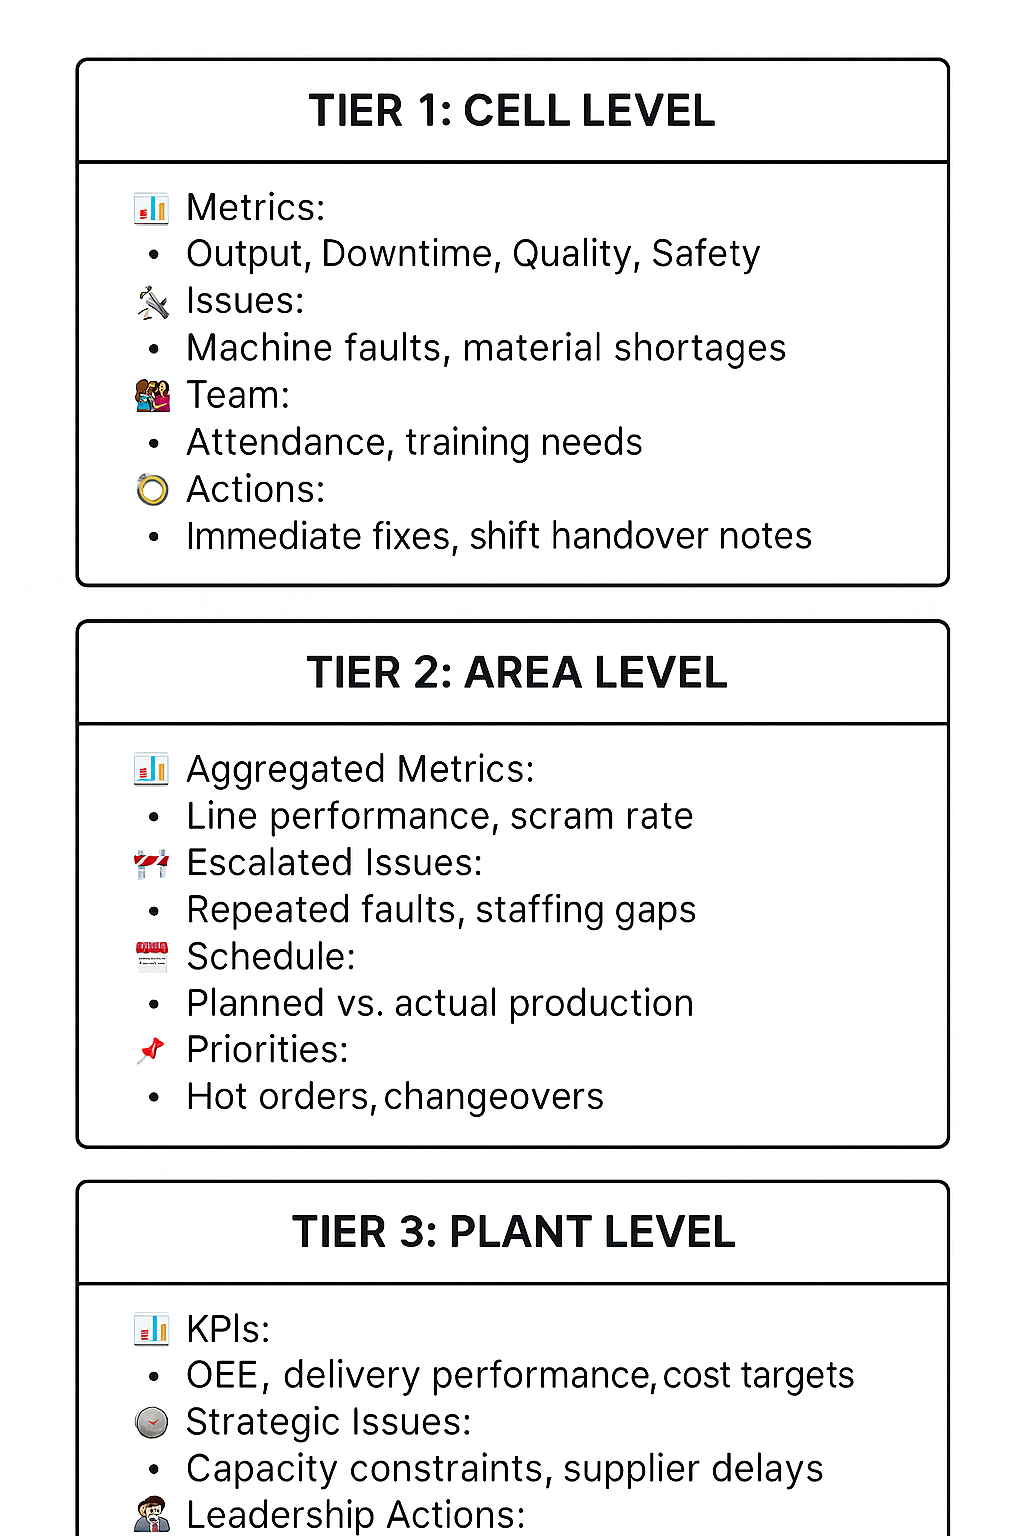 TIER 1: CELL LEVEL
Metrics:
• Output, Downtime, Quality, Safety
Issues:
• Machine faults, material shortages
Team:
• Attendance, training needs
Actions:
• Immediate fixes, shift handover notes
TIER 2: AREA LEVEL
Aggregated Metrics:
• Line performance, scram rate
Escalated Issues:
• Repeated faults, staffing gaps
Schedule:
• Planned vs. actual production
Priorities:
• Hot orders, changeovers
TIER 3: PLANT LEVEL
KPIs:
• OEE, delivery performance, cost targets
Strategic Issues:
• Capacity constraints, supplier delays
Leadership Actions: